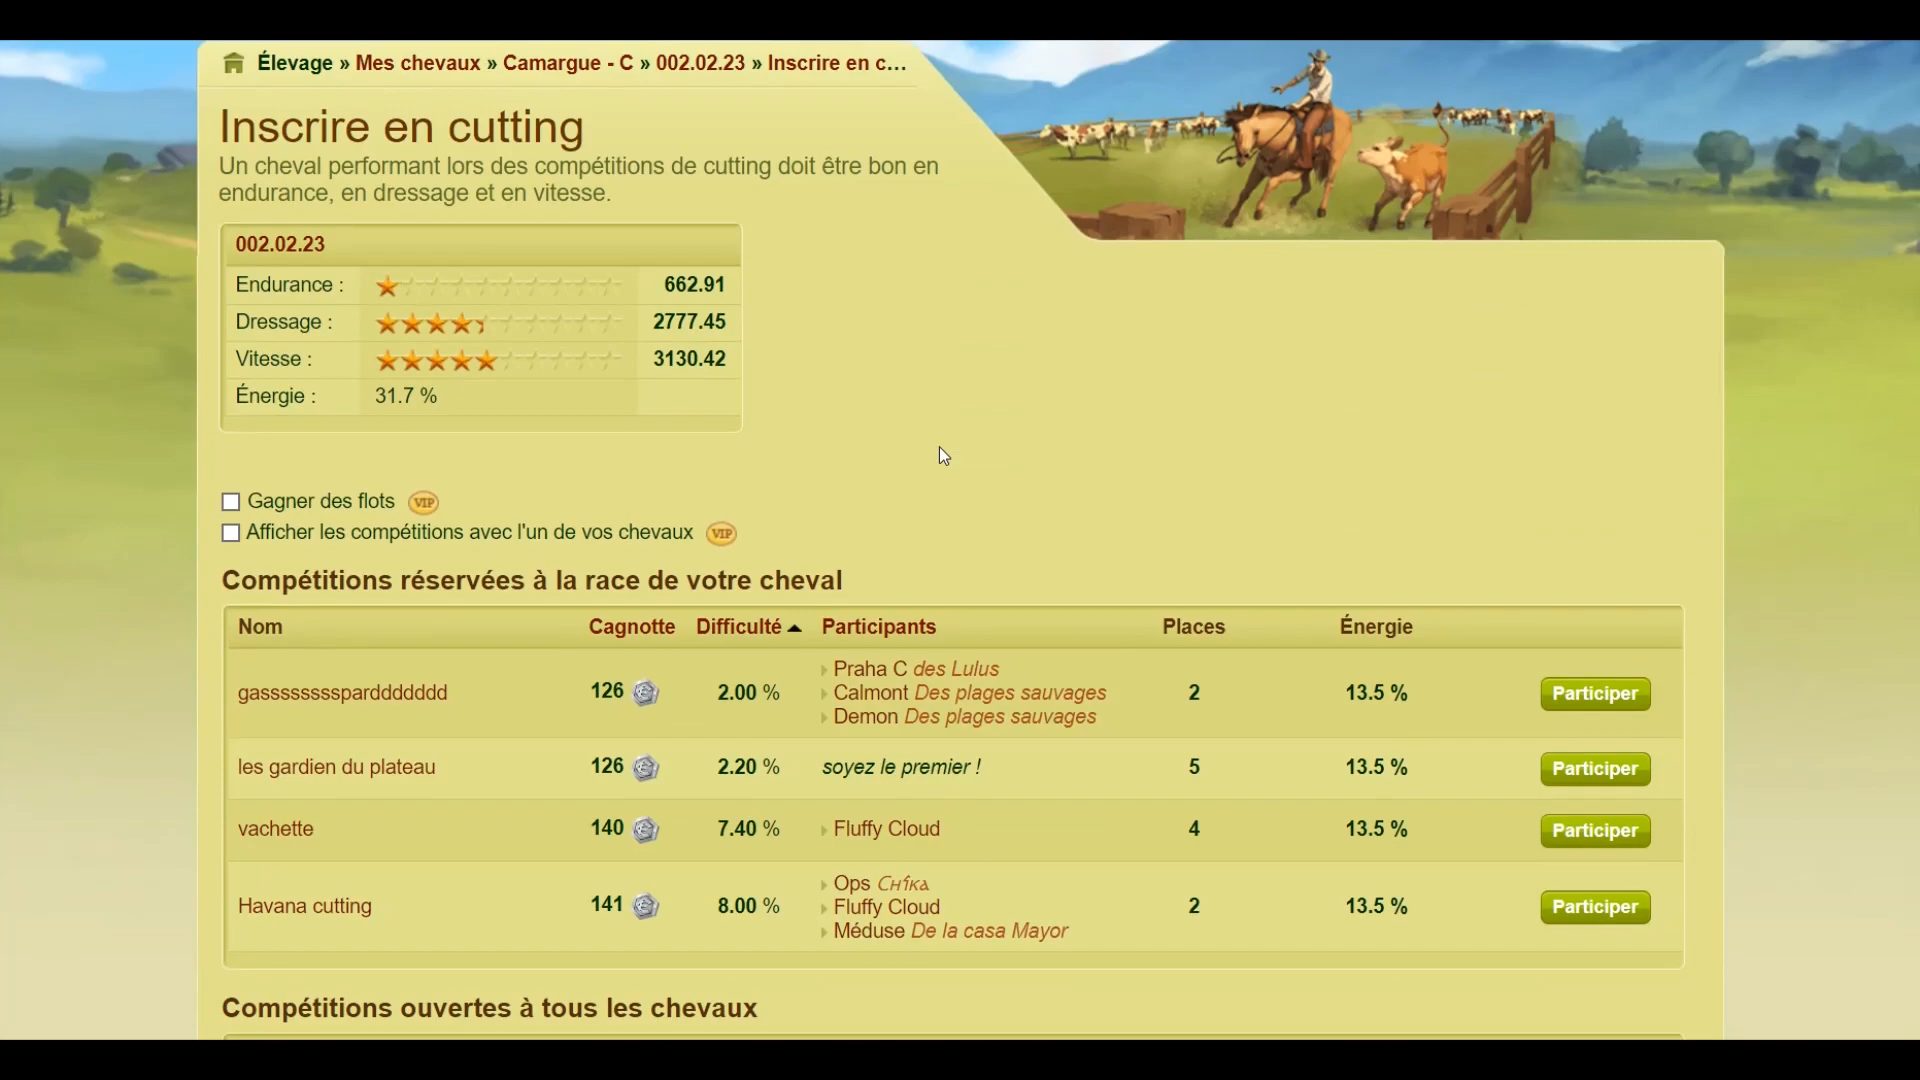 Élevage » Mes chevaux » Camargue - C » 002.02.23 » Inscrire en c...
Inscrire en cutting
Un cheval performant lors des compétitions de cutting doit être bon en
endurance, en dressage et en vitesse.
002.02.23
Endurance : 662.91
Dressage : 2777.45
Vitesse : 3130.42
Énergie : 31.7 %
Gagner des flots VIP
Afficher les compétitions avec l'un de vos chevaux VIP
Compétitions réservées à la race de votre cheval
Nom Cagnotte Difficulté Participants Places Énergie
Praha C des Lulus
gasssssssspardddddd 126 2.00 % Calmont Des plages sauvages 2 13.5 % Participer
Demon Des plages sauvages
les gardien du plateau 126 2.20 % soyez le premier ! 5 13.5 % Participer
vachette 140 7.40 % Fluffy Cloud 4 13.5 % Participer
Ops
Havana cutting 141 8.00 % Fluffy Cloud 2 13.5 % Participer
Méduse De la casa Mayor
Compétitions ouvertes à tous les chevaux